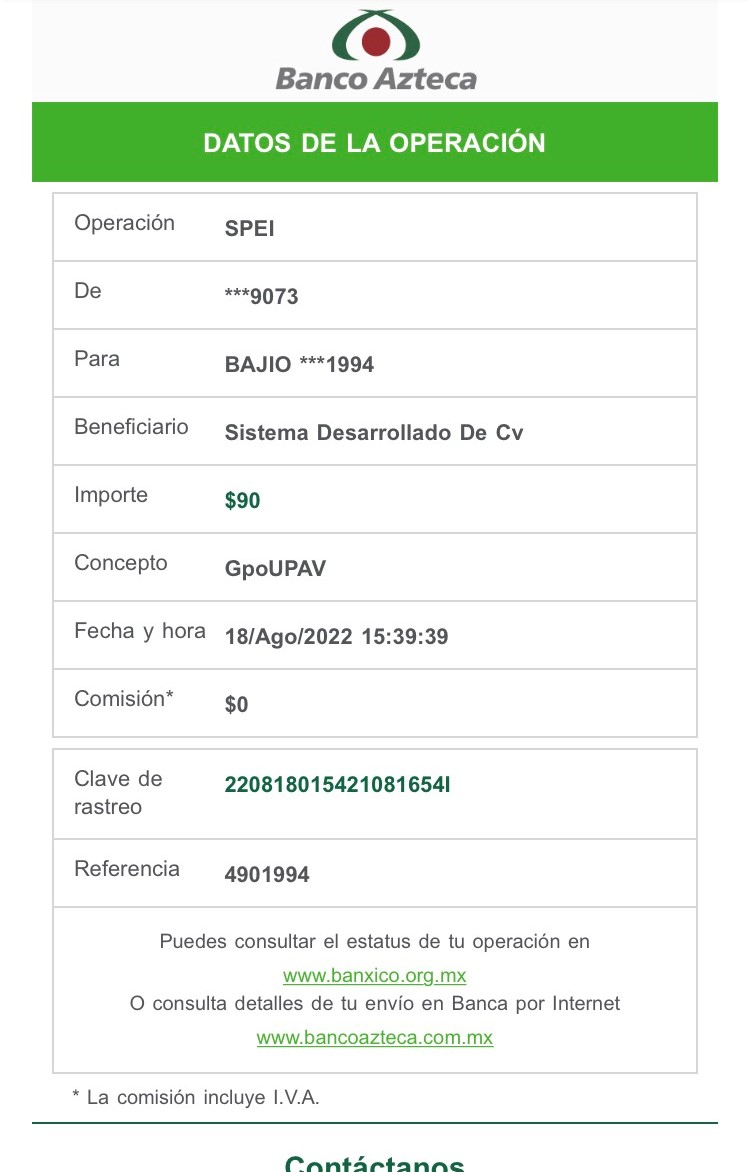 Banco Azteca
DATOS DE LA OPERACIÓN
Operación SPEI
De ***9073
Para BAJIO ***1994
Beneficiario Sistema Desarrollado De Cv
Importe $90
Concepto GpoUPAV
Fecha y hora 18/Ago/2022 15:39:39
Comisión* $0
Clave de rastreo 220818015421081654I
Referencia 4901994
Puedes consultar el estatus de tu operación en
www.banxico.org.mx
O consulta detalles de tu envío en Banca por Internet
www.bancoazteca.com.mx
* La comisión incluye I.V.A.
Contáctanos